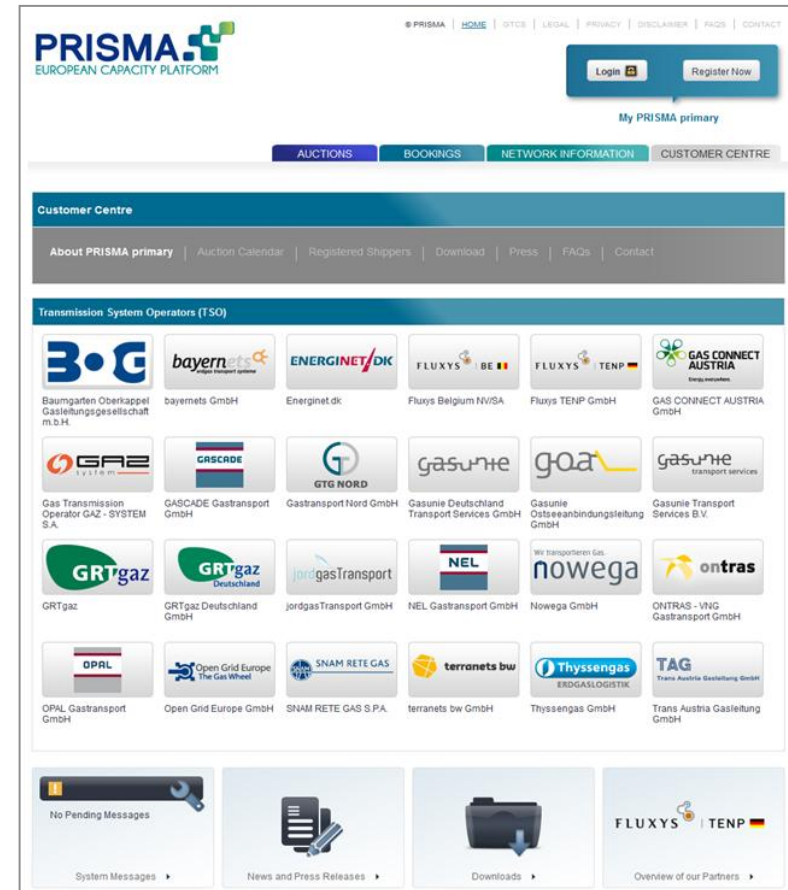 © PRISMA | HOME | GTCS | LEGAL | PRIVACY | DISCLAIMER | FAQS | CONTACT
PRISMA
EUROPEAN CAPACITY PLATFORM
Login Register Now
My PRISMA primary
AUCTIONS BOOKINGS NETWORK INFORMATION CUSTOMER CENTRE
Customer Centre
About PRISMA primary | Auction Calendar | Registered Shippers | Download | Press | FAQs | Contact
Transmission System Operators (TSO)
B•G
bayernets
ENERGINET/DK
FLUXYS | BE
FLUXYS | TENP
GAS CONNECT
AUSTRIA
Energy everywhere.
Baumgarten Oberkappel
Gasleitungsgesellschaft
m.b.H.
bayernets GmbH
Energinet.dk
Fluxys Belgium NV/SA
Fluxys TENP GmbH
GAS CONNECT AUSTRIA
GmbH
GAZ
system
GASCADE
GTG NORD
gasunie
goal
gasunie
transport services
Gas Transmission
Operator GAZ - SYSTEM
S.A.
GASCADE Gastransport
GmbH
Gastransport Nord GmbH
Gasunie Deutschland
Transport Services GmbH
Gasunie
Ostseeanbindungsleitung
GmbH
Gasunie Transport
Services B.V.
GRTgaz
GRTgaz
Deutschland
jordgasTransport
NEL
Wir transportieren Gas.
nowega
ontras
GRTgaz
GRTgaz Deutschland
GmbH
jordgasTransport GmbH
NEL Gastransport GmbH
Nowega GmbH
ONTRAS - VNG
Gastransport GmbH
OPAL
Open Grid Europe
The Gas Wheel
SNAM RETE GAS
terranets bw
Thyssengas
ERDGASLOGISTIK
TAG
Trans Austria Gasleitung GmbH
OPAL Gastransport
GmbH
Open Grid Europe GmbH
SNAM RETE GAS S.P.A.
terranets bw GmbH
Thyssengas GmbH
Trans Austria Gasleitung
GmbH
No Pending Messages
FLUXYS | TENP
System Messages
News and Press Releases
Downloads
Overview of our Partners